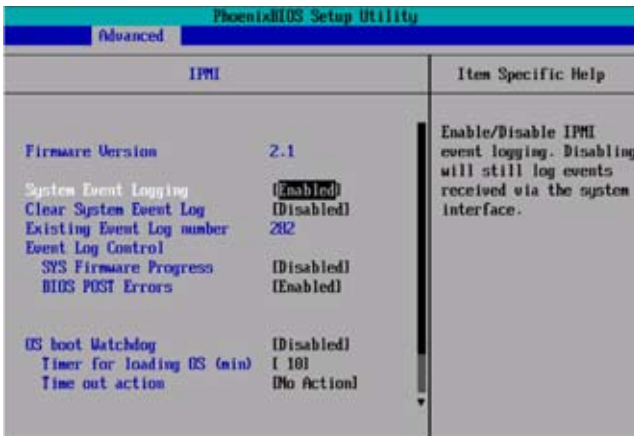 PhoenixBIOS Setup Utility
Advanced
IPMI
Item Specific Help
Firmware Version 2.1
System Event Logging [Enabled]
Clear System Event Log [Disabled]
Existing Event Log number 282
Event Log Control
SYS Firmware Progress [Disabled]
BIOS POST Errors [Enabled]
OS boot Watchdog [Disabled]
Timer for loading OS (min) [ 10]
Time out action [No Action]
Enable/Disable IPMI
event logging. Disabling
will still log events
received via the system
interface.